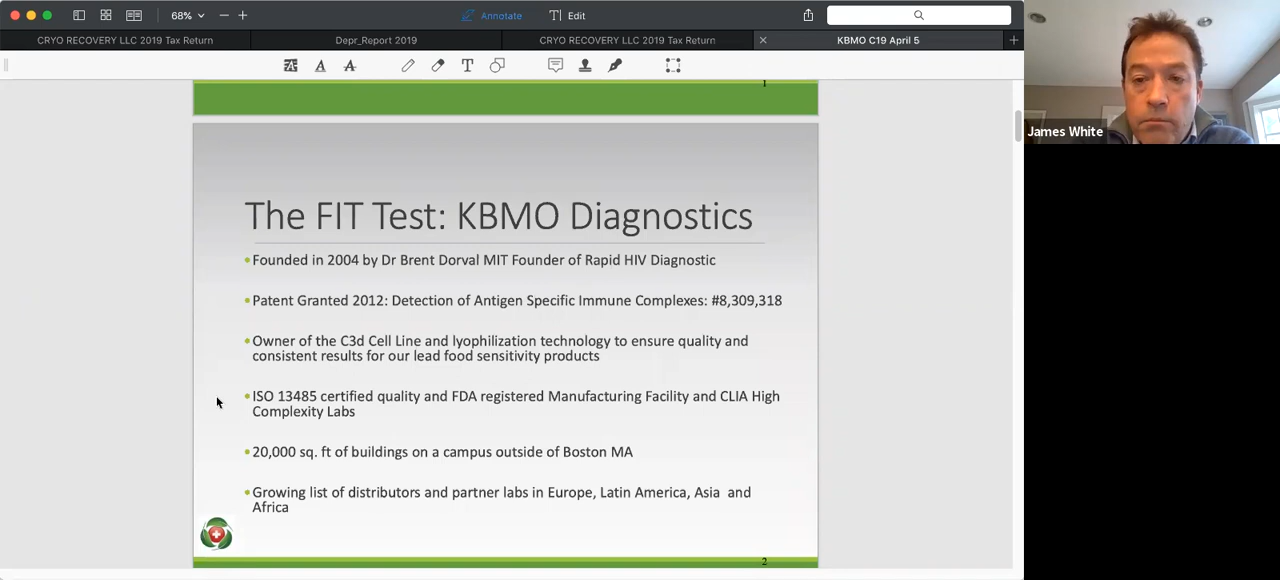 68%
Annotate
Edit
CRYO RECOVERY LLC 2019 Tax Return
Depr_Report 2019
CRYO RECOVERY LLC 2019 Tax Return
KBMO C19 April 5
1
The FIT Test: KBMO Diagnostics
•Founded in 2004 by Dr Brent Dorval MIT Founder of Rapid HIV Diagnostic
•Patent Granted 2012: Detection of Antigen Specific Immune Complexes: #8,309,318
•Owner of the C3d Cell Line and lyophilization technology to ensure quality and
consistent results for our lead food sensitivity products
•ISO 13485 certified quality and FDA registered Manufacturing Facility and CLIA High
Complexity Labs
•20,000 sq. ft of buildings on a campus outside of Boston MA
•Growing list of distributors and partner labs in Europe, Latin America, Asia and
Africa
2
James White